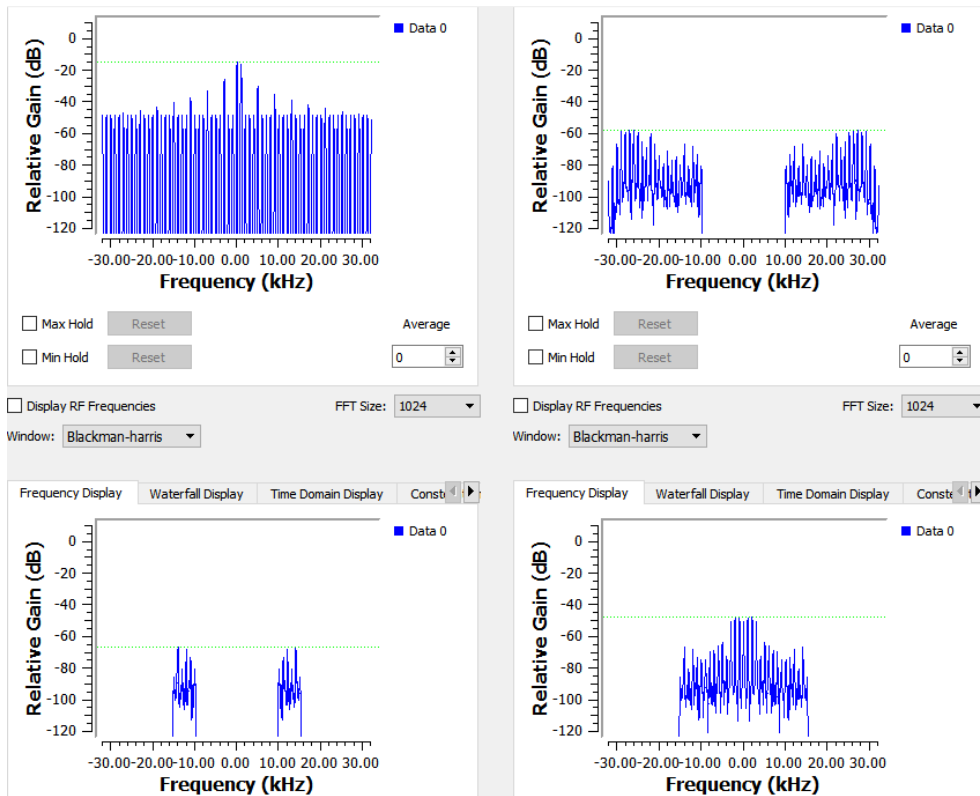 Data 0
0
-20
-40
-60
-80
-100
-120
Relative Gain (dB)
-30.00 -20.00 -10.00 0.00 10.00 20.00 30.00
Frequency (kHz)
Max Hold Reset Average
Min Hold Reset 0
Display RF Frequencies FFT Size: 1024
Window: Blackman-harris
Data 0
0
-20
-40
-60
-80
-100
-120
Relative Gain (dB)
-30.00 -20.00 -10.00 0.00 10.00 20.00 30.00
Frequency (kHz)
Max Hold Reset Average
Min Hold Reset 0
Display RF Frequencies FFT Size: 1024
Window: Blackman-harris
Frequency Display Waterfall Display Time Domain Display
Data 0
0
-20
-40
-60
-80
-100
-120
Relative Gain (dB)
-30.00 -20.00 -10.00 0.00 10.00 20.00 30.00
Frequency (kHz)
Frequency Display Waterfall Display Time Domain Display
Data 0
0
-20
-40
-60
-80
-100
-120
Relative Gain (dB)
-30.00 -20.00 -10.00 0.00 10.00 20.00 30.00
Frequency (kHz)